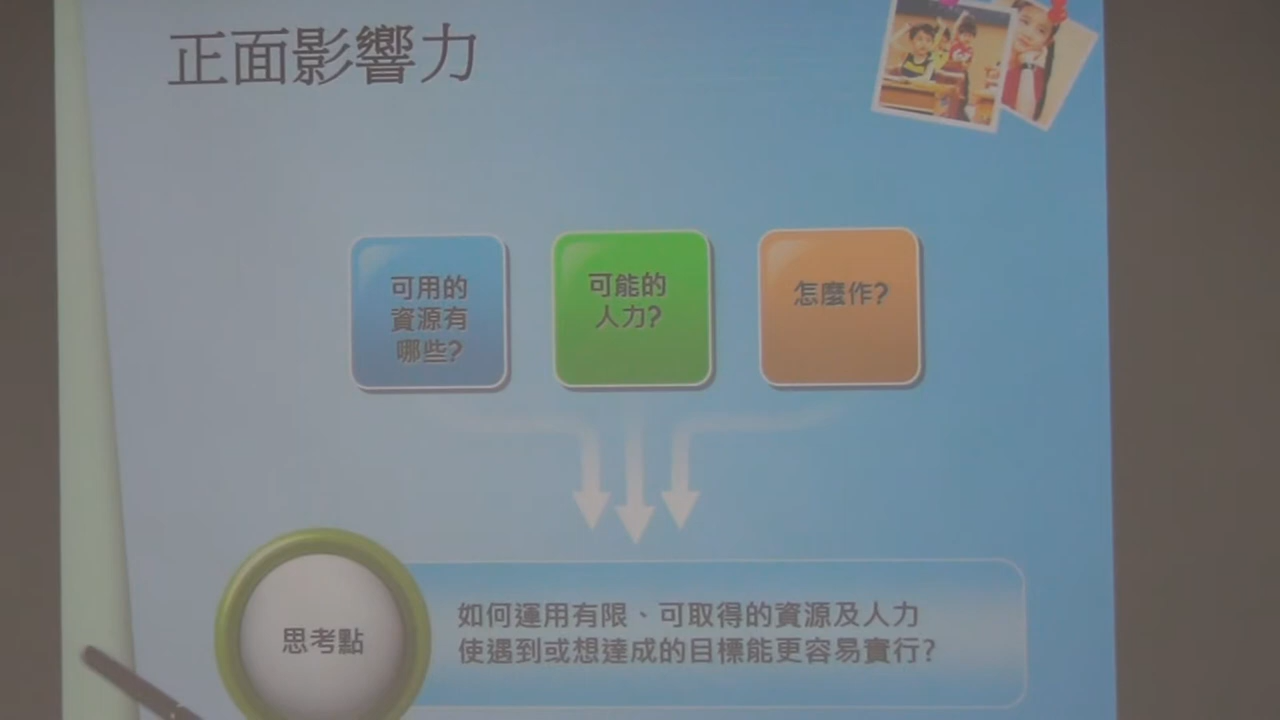 正面影響力
可用的
資源有
哪些?
可能的
人力?
怎麼作?
思考點
如何運用有限、可取得的資源及人力
使遇到或想達成的目標能更容易實行?